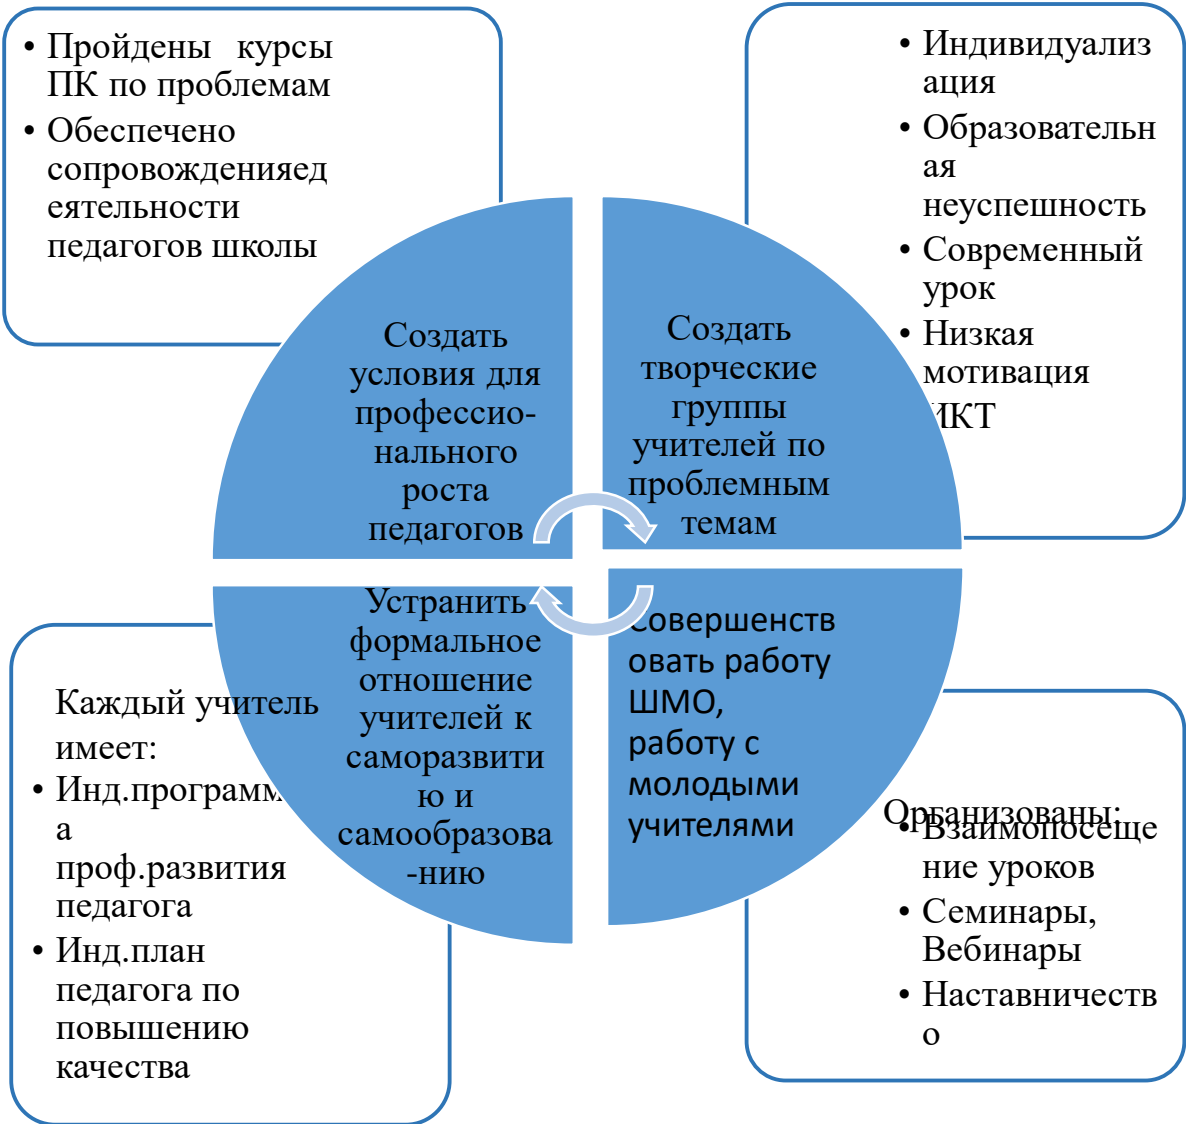 • Пройдены курсы
ПК по проблемам
• Обеспечено
сопровожденияед
еятельности
педагогов школы
• Индивидуализ
ация
• Образовательн
ая
неуспешность
• Современный
урок
• Низкая
мотивация
ИКТ
Создать
условия для
профессио-
нального
роста
педагогов
Создать
творческие
группы
учителей по
проблемным
темам
Устранить
формальное
отношение
учителей к
саморазвити
ю и
самообразова
-нию
Совершенств
овать работу
ШМО,
работу с
молодыми
учителями
Каждый учитель
имеет:
• Инд.программ
а
проф.развития
педагога
• Инд.план
педагога по
повышению
качества
Организованы:
• Взаимопосеще
ние уроков
• Семинары,
Вебинары
• Наставничеств
о